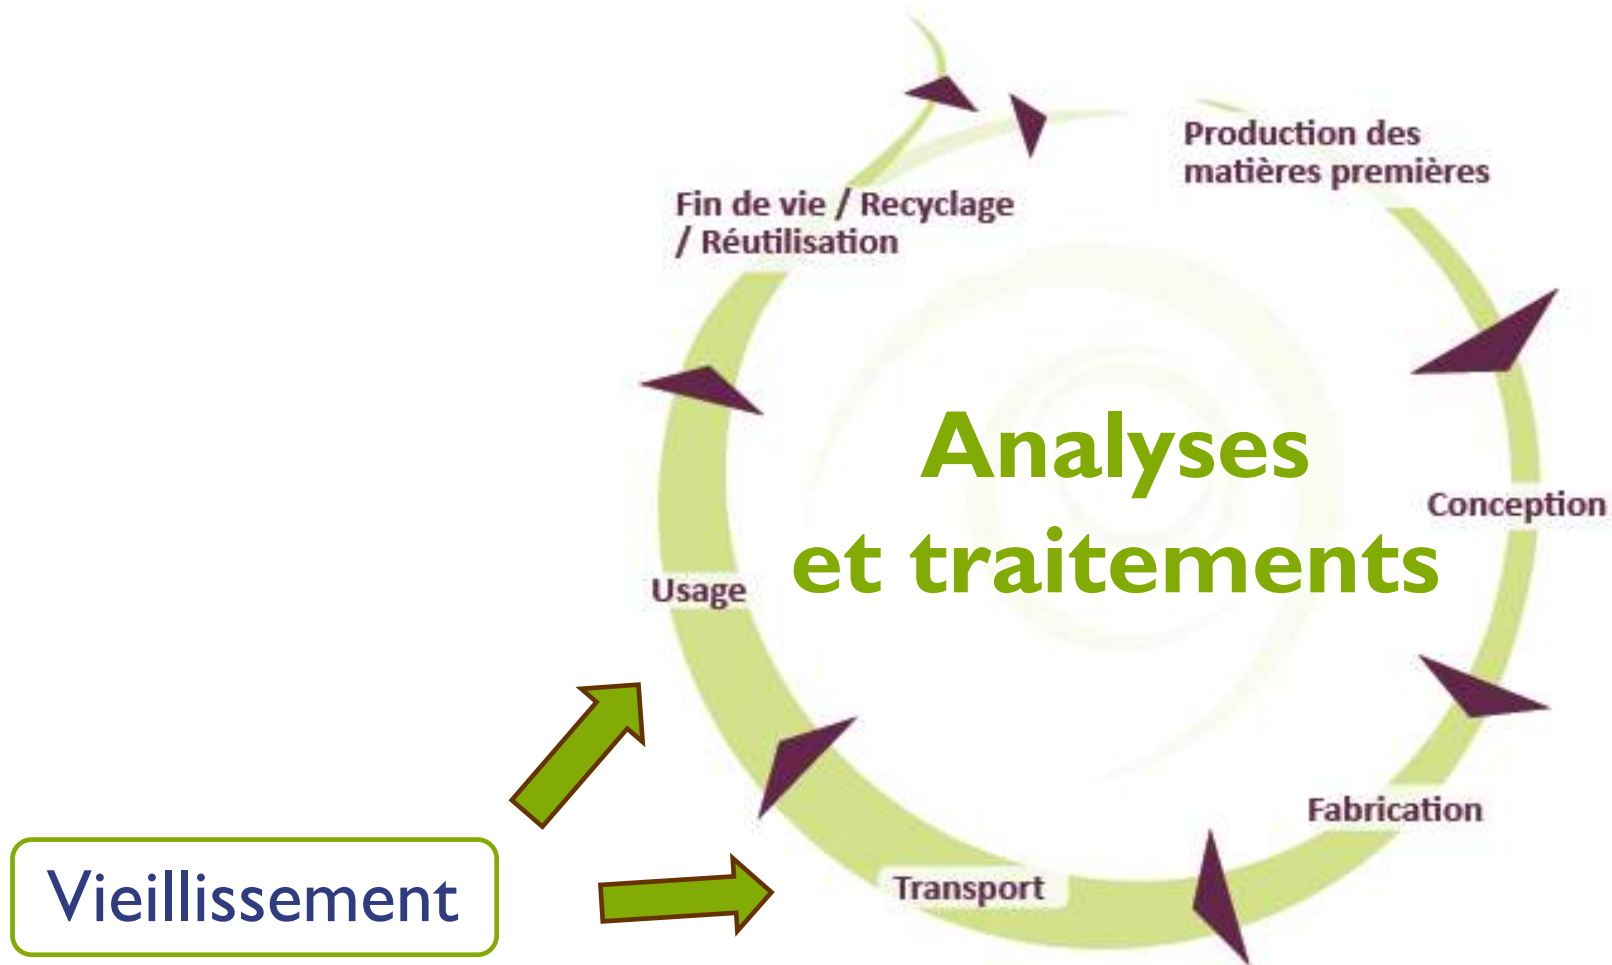 Production des
matières premières
Fin de vie / Recyclage
/ Réutilisation
Analyses
et traitements
Conception
Usage
Fabrication
Transport
Vieillissement